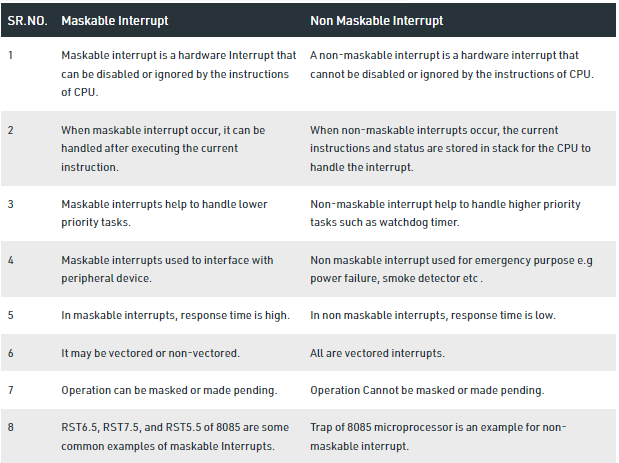 SR.NO. Maskable Interrupt Non Maskable Interrupt
1 Maskable interrupt is a hardware Interrupt that
can be disabled or ignored by the instructions
of CPU.
A non-maskable interrupt is a hardware interrupt that
cannot be disabled or ignored by the instructions of CPU.
2 When maskable interrupt occur, it can be
handled after executing the current
instruction.
When non-maskable interrupts occur, the current
instructions and status are stored in stack for the CPU to
handle the interrupt.
3 Maskable interrupts help to handle lower
priority tasks.
Non-maskable interrupt help to handle higher priority
tasks such as watchdog timer.
4 Maskable interrupts used to interface with
peripheral device.
Non maskable interrupt used for emergency purpose e.g
power failure, smoke detector etc .
5 In maskable interrupts, response time is high.
In non maskable interrupts, response time is low.
6 It may be vectored or non-vectored.
All are vectored interrupts.
7 Operation can be masked or made pending.
Operation Cannot be masked or made pending.
8 RST6.5, RST7.5, and RST5.5 of 8085 are some
common examples of maskable Interrupts.
Trap of 8085 microprocessor is an example for non-
maskable interrupt.